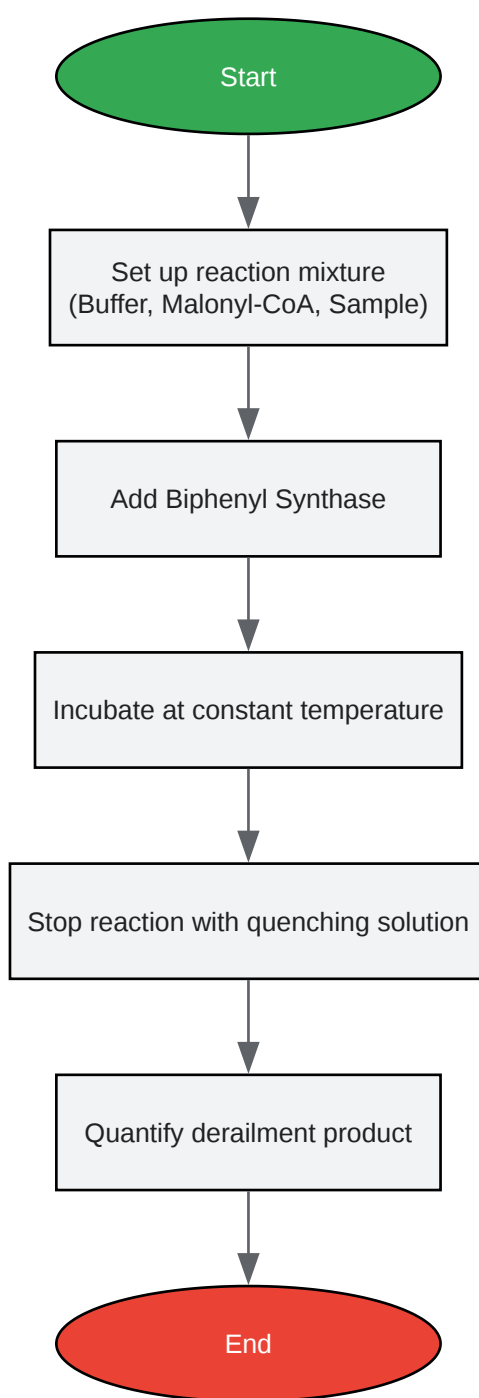 Start
Set up reaction mixture
(Buffer, Malonyl-CoA, Sample)
Add Biphenyl Synthase
Incubate at constant temperature
Stop reaction with quenching solution
Quantify derailment product
End